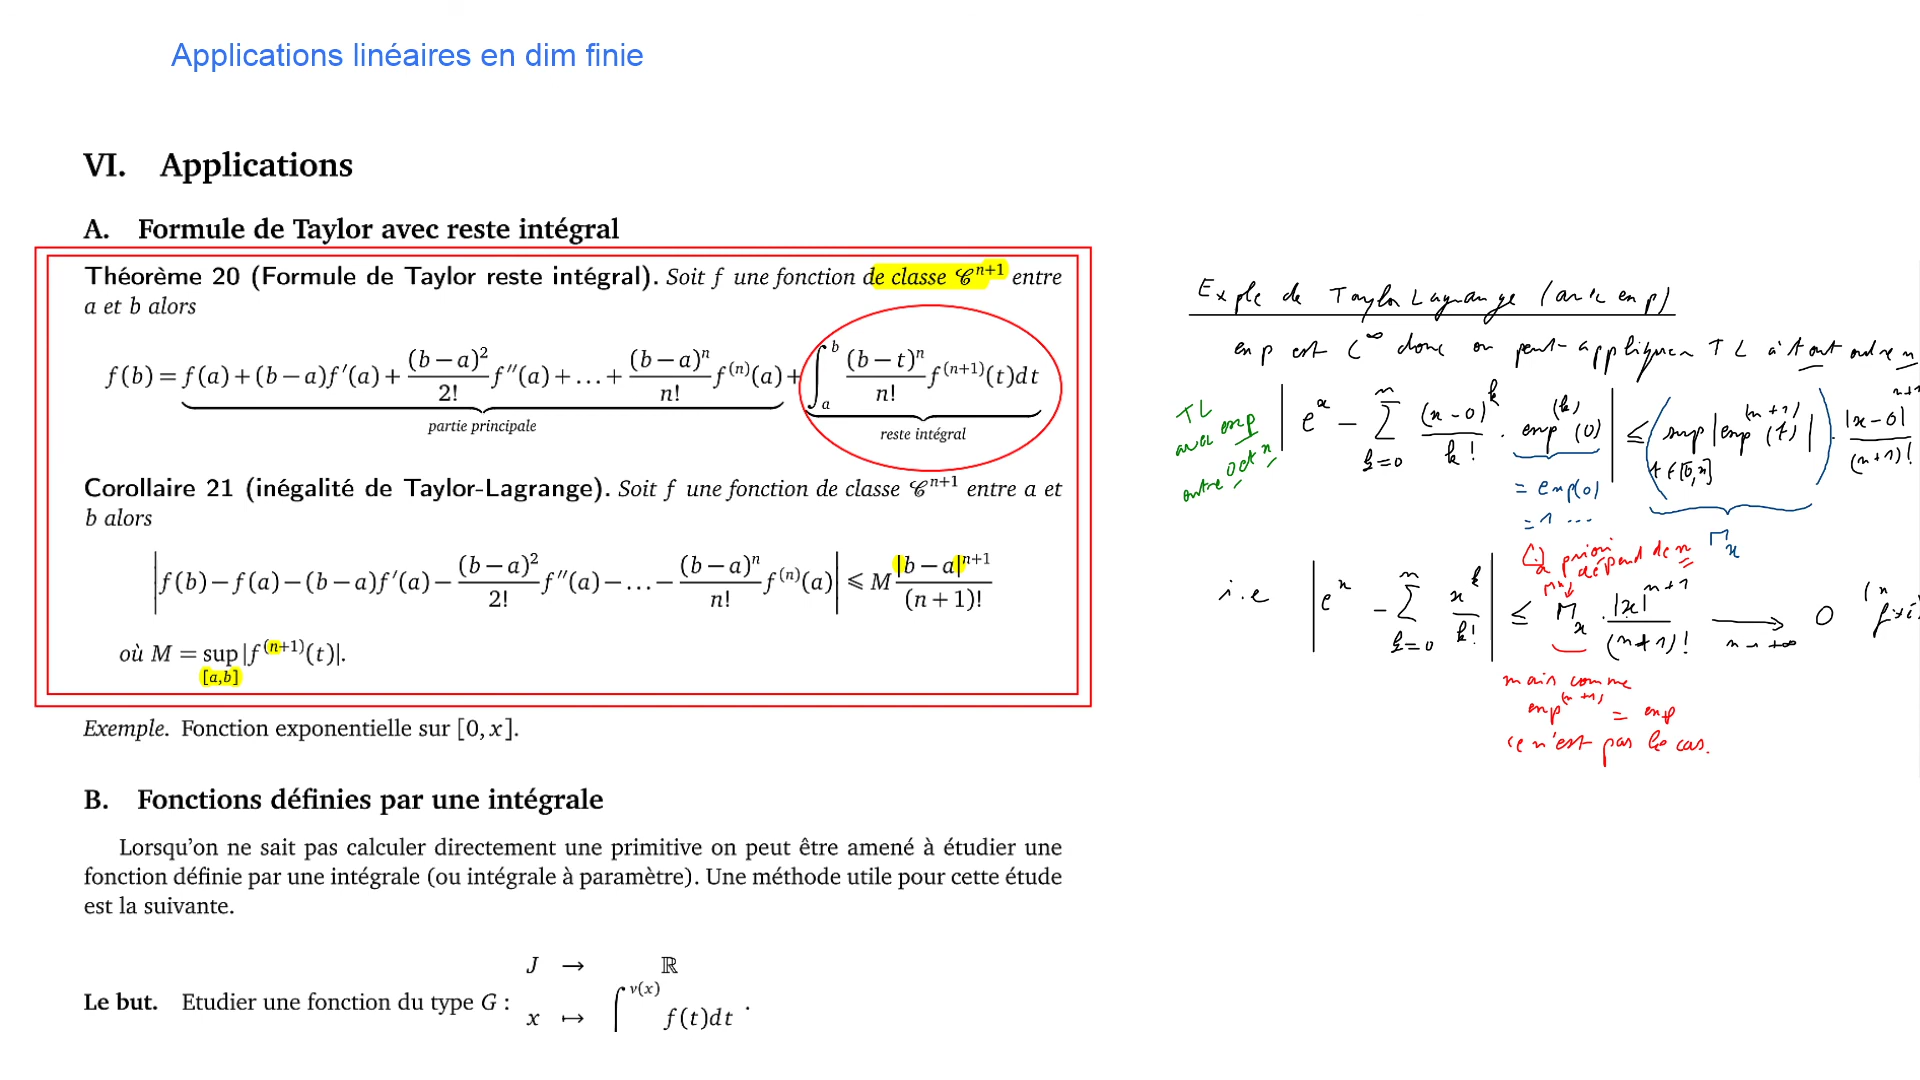 Applications linéaires en dim finie
VI. Applications
A. Formule de Taylor avec reste intégral
Théorème 20 (Formule de Taylor reste intégral). Soit f une fonction de classe 𝒞^{n+1} entre
a et b alors
f(b) = f(a) + (b−a)f′(a) + (b−a)²/2! f″(a) + … + (b−a)ⁿ/n! f⁽ⁿ⁾(a) + ∫_a^b (b−t)ⁿ/n! f⁽ⁿ⁺¹⁾(t)dt
partie principale
reste intégral
Corollaire 21 (inégalité de Taylor-Lagrange). Soit f une fonction de classe 𝒞^{n+1} entre a et
b alors
|f(b) − f(a) − (b−a)f′(a) − (b−a)²/2! f″(a) − … − (b−a)ⁿ/n! f⁽ⁿ⁾(a)| ⩽ M |b−a|^{n+1}/(n+1)!
où M = sup_{[a,b]} |f⁽ⁿ⁺¹⁾(t)|.
Exemple. Fonction exponentielle sur [0, x].
B. Fonctions définies par une intégrale
Lorsqu'on ne sait pas calculer directement une primitive on peut être amené à étudier une
fonction définie par une intégrale (ou intégrale à paramètre). Une méthode utile pour cette étude
est la suivante.
J → ℝ
Le but. Etudier une fonction du type G :
x ↦ ∫^{v(x)} f(t)dt .
Exple de Taylor Lagrange (avec exp)
exp est C^∞ donc on peut appliquer TL à tout ordre n
TL
avec exp
entre 0 et x
|e^x − Σ_{k=0}^n (x−0)^k/k! · exp^{(k)}(0)| ≤ (sup_{t∈[0,x]} |exp^{(n+1)}(t)|) · |x−0|^{n+1}/(n+1)!
= exp(0)
= 1 ...
M_x
à priori
dépend de n
i.e |e^x − Σ_{k=0}^n x^k/k!| ≤ M_x · |x|^{n+1}/(n+1)! → 0 (x fixé)
n → +∞
mais comme
exp^{(n+1)} = exp
ce n'est pas le cas.